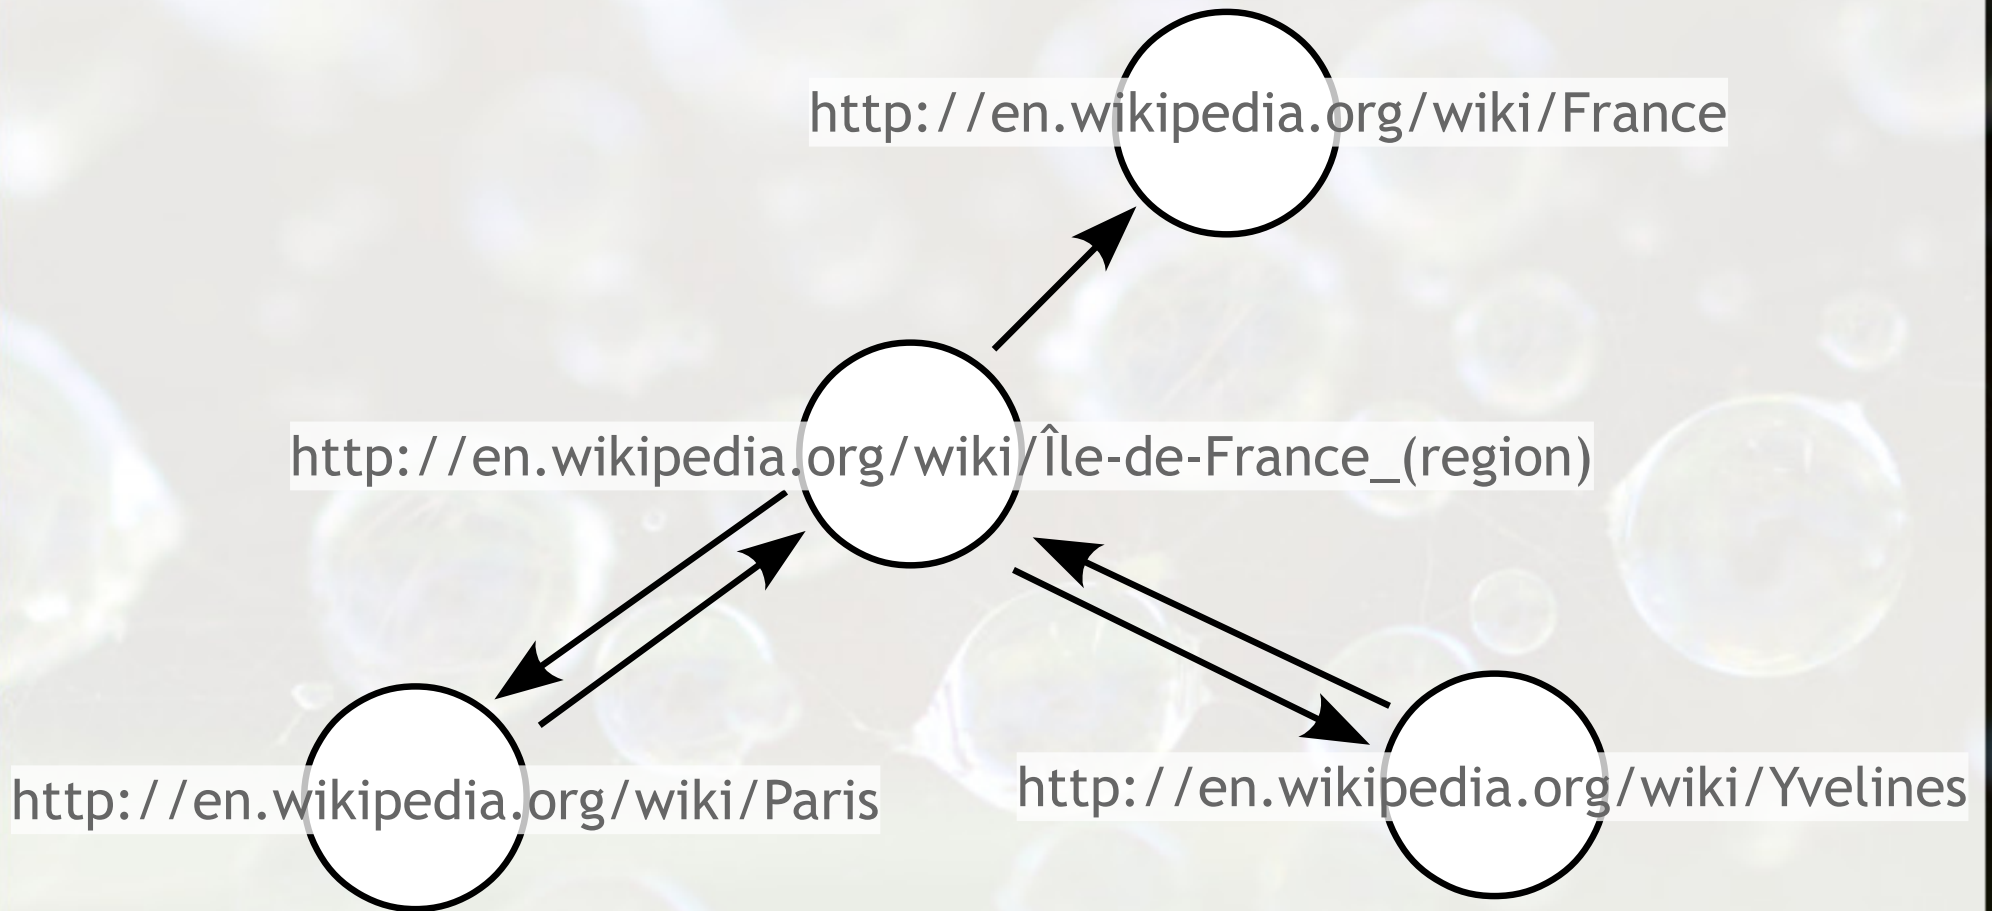 http://en.wikipedia.org/wiki/France
http://en.wikipedia.org/wiki/Île-de-France_(region)
http://en.wikipedia.org/wiki/Paris
http://en.wikipedia.org/wiki/Yvelines